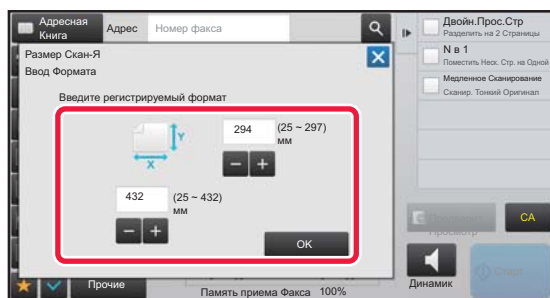 Адресная
Книга
Адрес
Номер факса
Размер Скан-Я
Ввод Формата
Введите регистрируемый формат
Y
X
294
(25 ~ 297)
мм
432
(25 ~ 432)
мм
OK
Прочие
Память приема Факса 100%
Двойн.Прос.Стр
Разделить на 2 Страницы
N в 1
Поместить Неск. Стр. на Одной
Медленное Сканирование
Сканир. Тонкий Оригинал
CA
Просмотр
Динамик
Старт